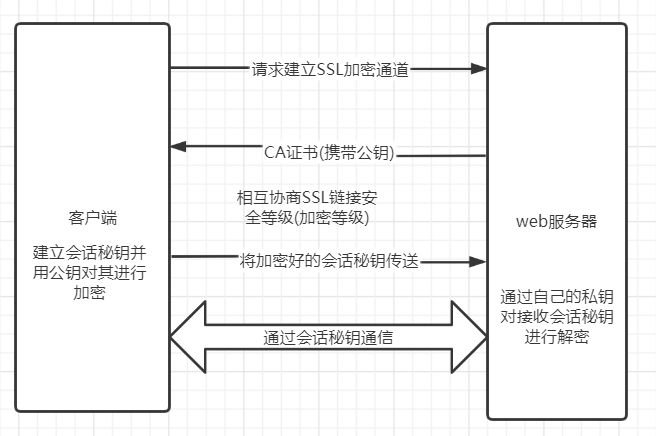 请求建立SSL加密通道
CA证书(携带公钥)
相互协商SSL链接安
全等级(加密等级)
客户端
web服务器
建立会话秘钥并
用公钥对其进行
加密
将加密好的会话秘钥传送
通过自己的私钥
对接收会话秘钥
进行解密
通过会话秘钥通信